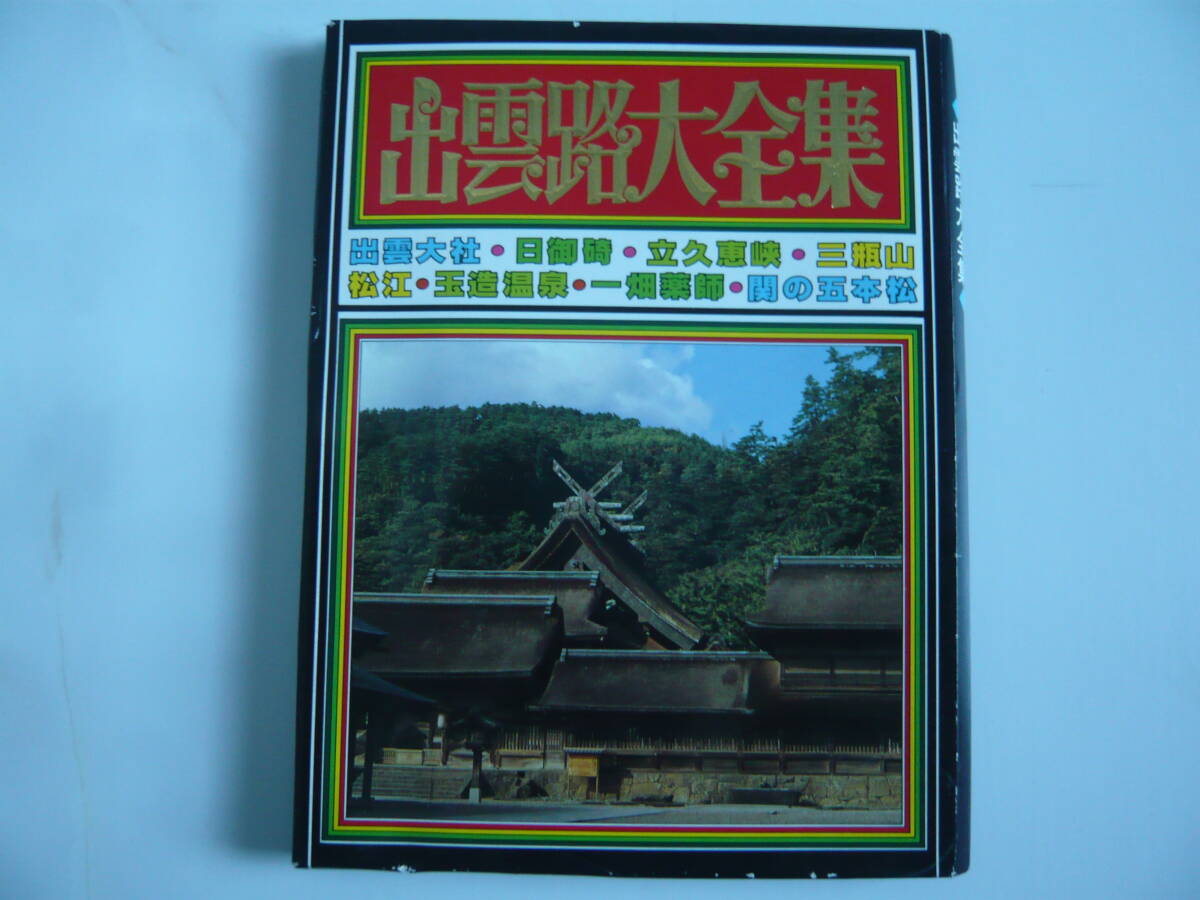 出雲路大全集
出雲大社・日御碕・立久恵峡・三瓶山
松江・玉造温泉・一畑薬師・関の五本松